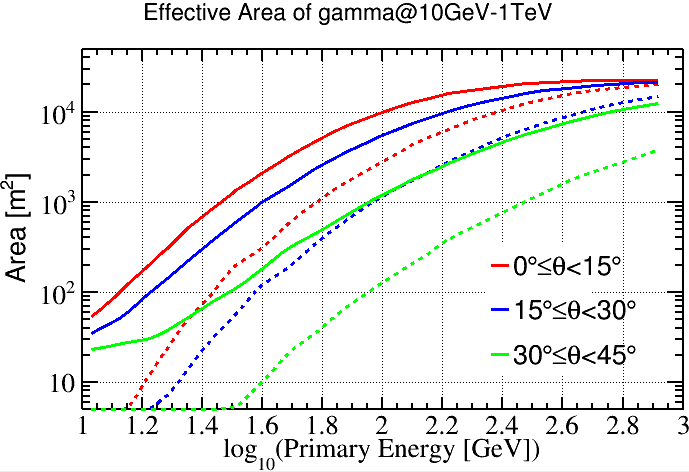 Effective Area of gamma@10GeV-1TeV
Area [m²]
10⁴
10³
10²
10
0°≤θ<15°
15°≤θ<30°
30°≤θ<45°
1 1.2 1.4 1.6 1.8 2 2.2 2.4 2.6 2.8 3
log₁₀(Primary Energy [GeV])